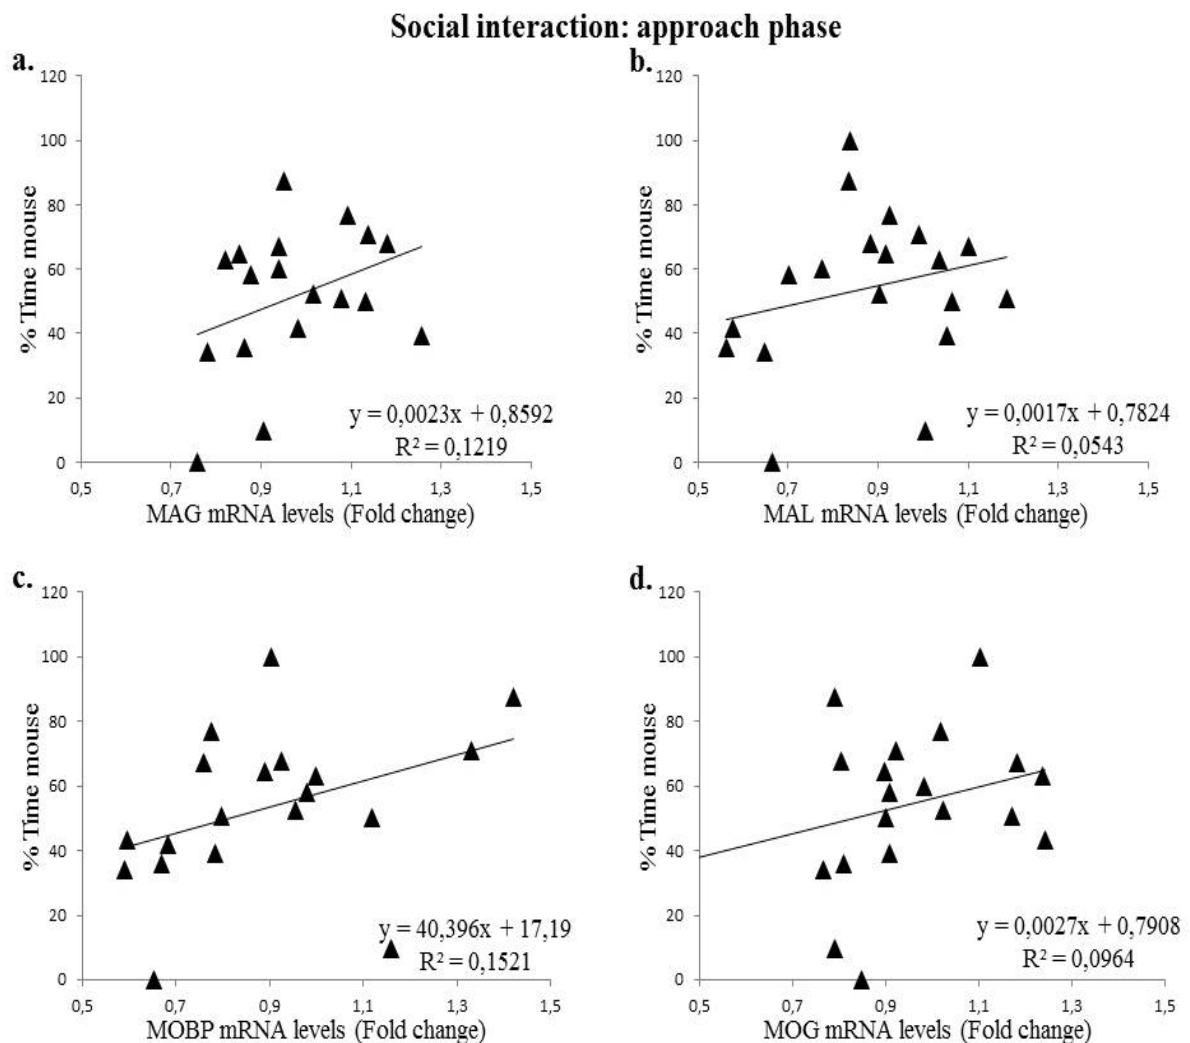 Social interaction: approach phase
a.
120
100
80
60
40
20
0
% Time mouse
y = 0,0023x + 0,8592
R² = 0,1219
0,5 0,7 0,9 1,1 1,3 1,5
MAG mRNA levels (Fold change)
b.
120
100
80
60
40
20
0
% Time mouse
y = 0,0017x + 0,7824
R² = 0,0543
0,5 0,7 0,9 1,1 1,3 1,5
MAL mRNA levels (Fold change)
c.
120
100
80
60
40
20
0
% Time mouse
y = 40,396x + 17,19
R² = 0,1521
0,5 0,7 0,9 1,1 1,3 1,5
MOBP mRNA levels (Fold change)
d.
120
100
80
60
40
20
0
% Time mouse
y = 0,0027x + 0,7908
R² = 0,0964
0,5 0,7 0,9 1,1 1,3 1,5
MOG mRNA levels (Fold change)